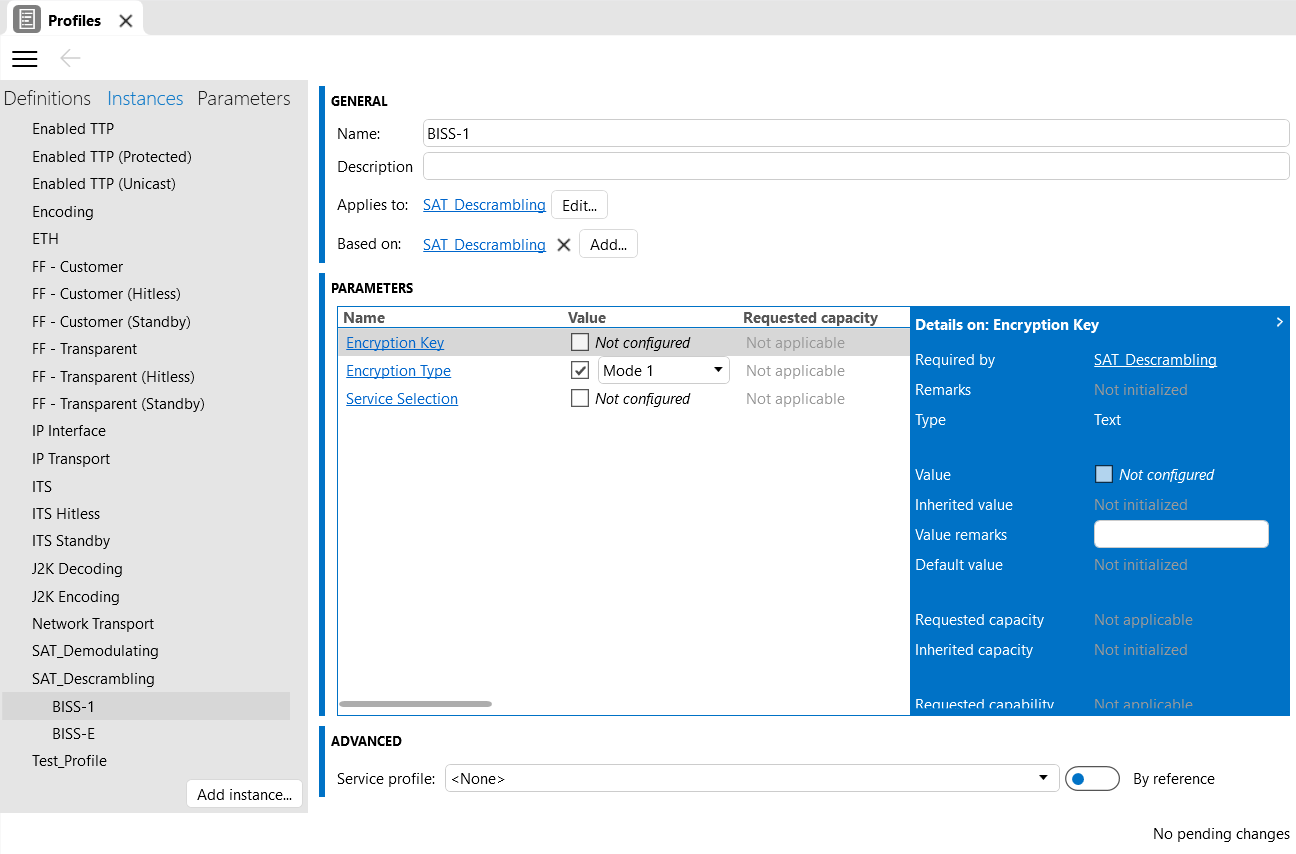 Profiles
Definitions Instances Parameters
Enabled TTP
Enabled TTP (Protected)
Enabled TTP (Unicast)
Encoding
ETH
FF - Customer
FF - Customer (Hitless)
FF - Customer (Standby)
FF - Transparent
FF - Transparent (Hitless)
FF - Transparent (Standby)
IP Interface
IP Transport
ITS
ITS Hitless
ITS Standby
J2K Decoding
J2K Encoding
Network Transport
SAT_Demodulating
SAT_Descrambling
BISS-1
BISS-E
Test_Profile
Add instance...
GENERAL
Name: BISS-1
Description
Applies to: SAT_Descrambling Edit...
Based on: SAT_Descrambling Add...
PARAMETERS
Name Value Requested capacity
Encryption Key Not configured Not applicable
Encryption Type Mode 1 Not applicable
Service Selection Not configured Not applicable
Details on: Encryption Key
Required by SAT_Descrambling
Remarks Not initialized
Type Text
Value Not configured
Inherited value Not initialized
Value remarks
Default value Not initialized
Requested capacity Not applicable
Inherited capacity Not initialized
Requested capability Not applicable
ADVANCED
Service profile: <None> By reference
No pending changes